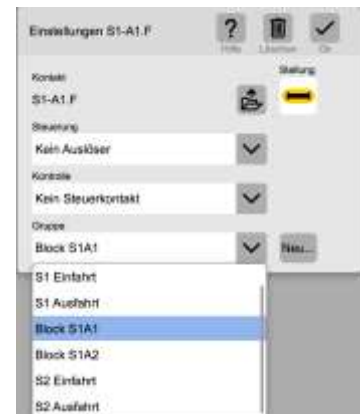 Einstellungen S1-A1.F
?
Hilfe Löschen Ok
Kontakt
Stellung
S1-A1.F
Steuerung
Kein Auslöser
Kontrolle
Kein Steuerkontakt
Gruppe
Block S1A1
Neu...
S1 Einfahrt
S1 Ausfahrt
Block S1A1
Block S1A2
S2 Einfahrt
S2 Ausfahrt